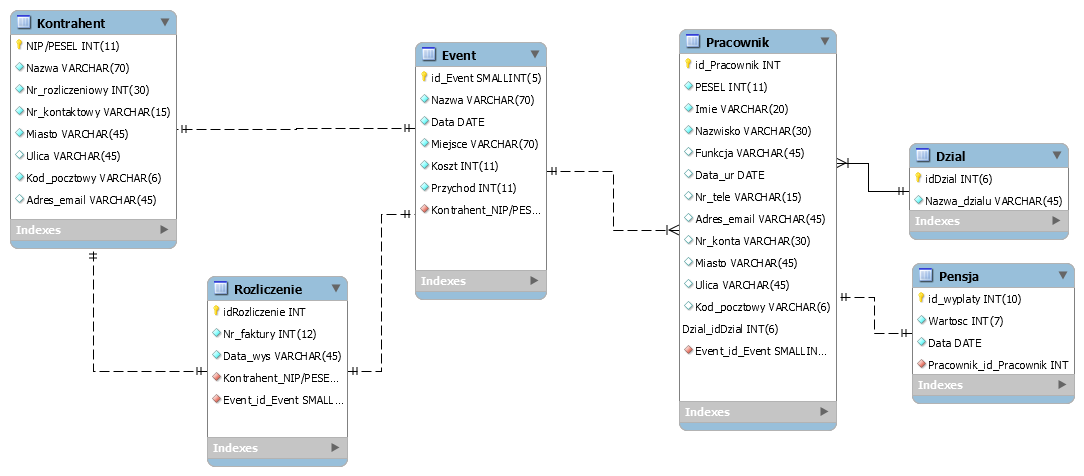 Kontrahent
NIP/PESEL INT(11)
Nazwa VARCHAR(70)
Nr_rozliczeniowy INT(30)
Nr_kontaktowy VARCHAR(15)
Miasto VARCHAR(45)
Ulica VARCHAR(45)
Kod_pocztowy VARCHAR(6)
Adres_email VARCHAR(45)
Indexes
Event
id_Event SMALLINT(5)
Nazwa VARCHAR(70)
Data DATE
Miejsce VARCHAR(70)
Koszt INT(11)
Przychod INT(11)
Kontrahent_NIP/PES...
Indexes
Rozliczenie
idRozliczenie INT
Nr_faktury INT(12)
Data_wys VARCHAR(45)
Kontrahent_NIP/PESE...
Event_id_Event SMALL...
Indexes
Pracownik
id_Pracownik INT
PESEL INT(11)
Imie VARCHAR(20)
Nazwisko VARCHAR(30)
Funkcja VARCHAR(45)
Data_ur DATE
Nr_tele VARCHAR(15)
Adres_email VARCHAR(45)
Nr_konta VARCHAR(30)
Miasto VARCHAR(45)
Ulica VARCHAR(45)
Kod_pocztowy VARCHAR(6)
Dzial_idDzial INT(6)
Event_id_Event SMALLIN...
Indexes
Dzial
idDzial INT(6)
Nazwa_dzialu VARCHAR(45)
Indexes
Pensja
id_wyplaty INT(10)
Wartosc INT(7)
Data DATE
Pracownik_id_Pracownik INT
Indexes